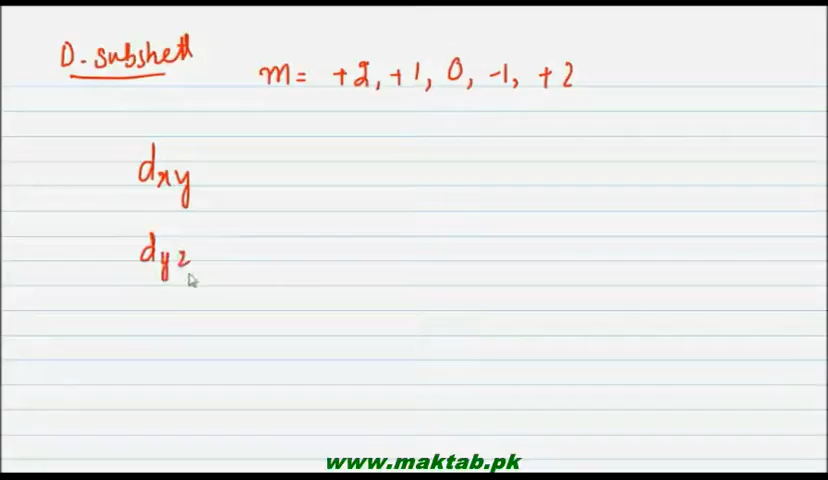 D. subshell
m = +2, +1, 0, -1, +2
dxy
dyz
www.maktab.pk